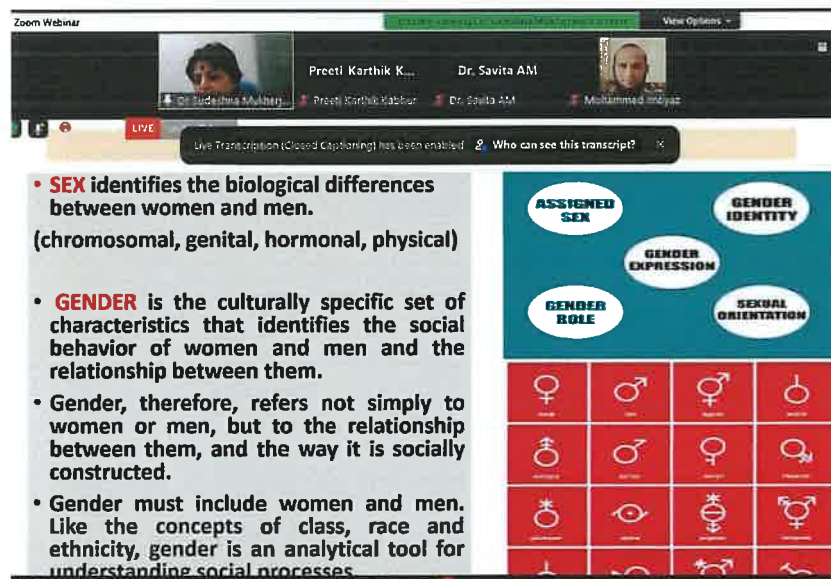 Zoom Webinar
View Options
Preeti Karthik K...
Dr. Savita AM
Dr Sudeshna Mukherj...
Preeti Karthik Kabbur
Dr. Savita AM
Mohammed Imtiyaz
LIVE
Live Transcription (Closed Captioning) has been enabled
Who can see this transcript?
• SEX identifies the biological differences
between women and men.
(chromosomal, genital, hormonal, physical)
• GENDER is the culturally specific set of
characteristics that identifies the social
behavior of women and men and the
relationship between them.
• Gender, therefore, refers not simply to
women or men, but to the relationship
between them, and the way it is socially
constructed.
• Gender must include women and men.
Like the concepts of class, race and
ethnicity, gender is an analytical tool for
understanding social processes.
ASSIGNED
SEX
GENDER
IDENTITY
GENDER
EXPRESSION
GENDER
ROLE
SEXUAL
ORIENTATION